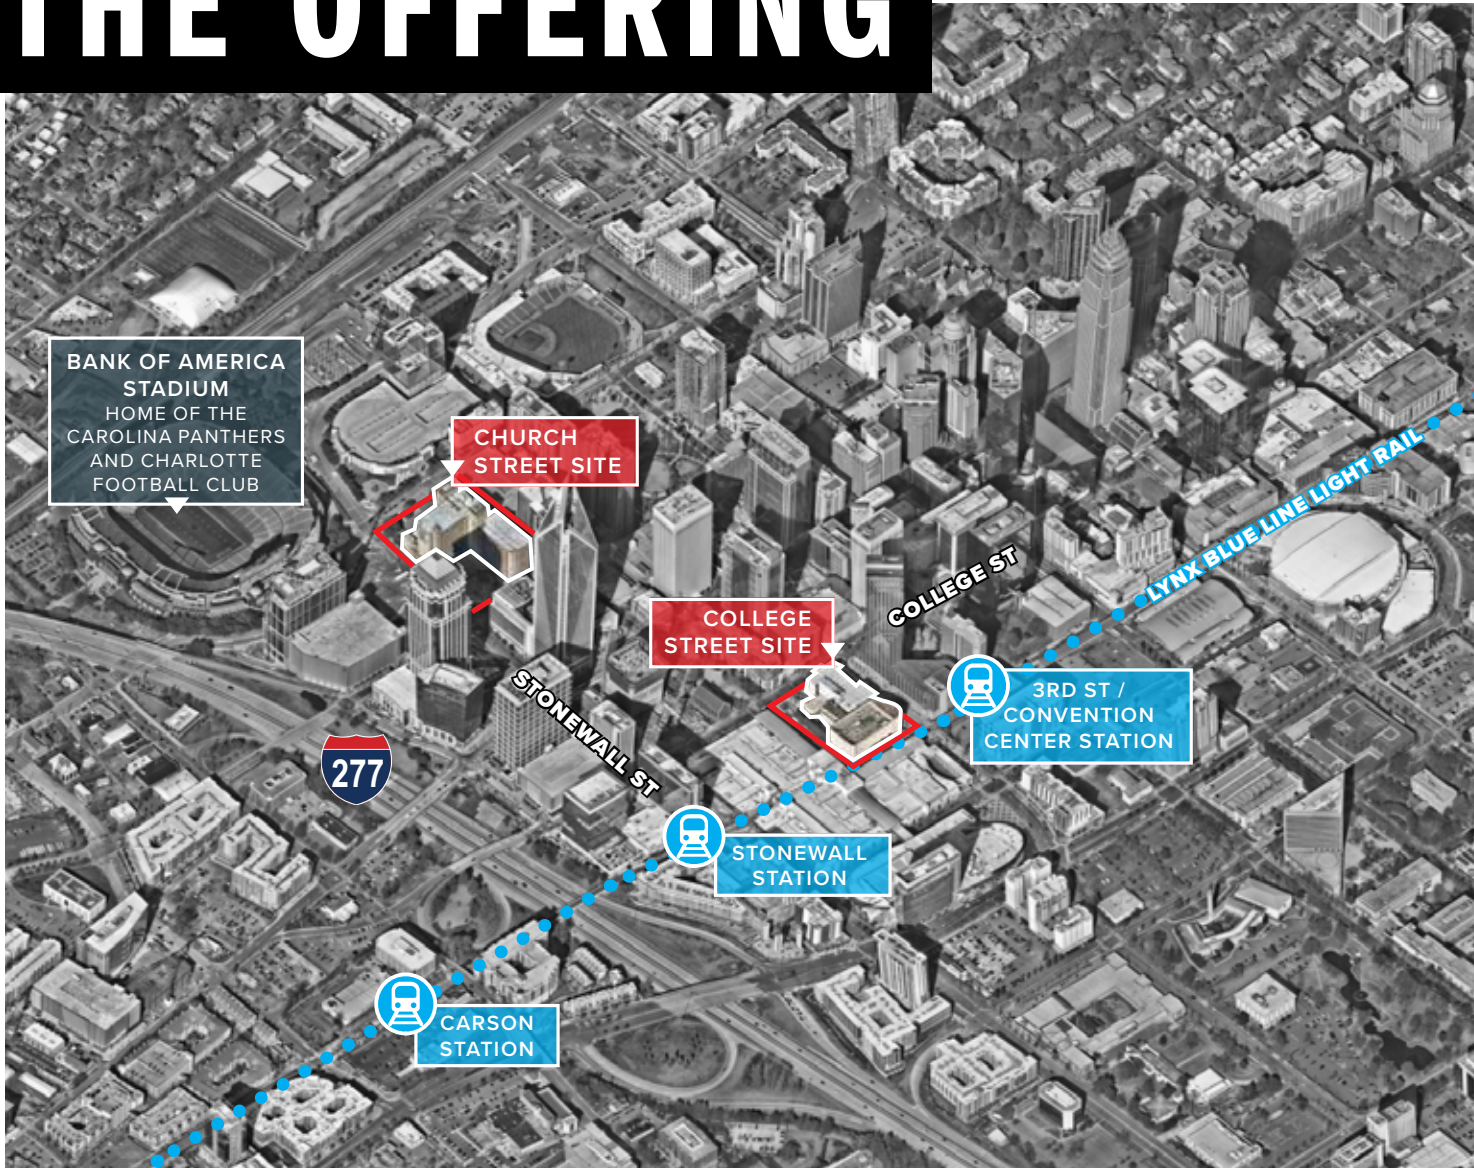 THE OFFERING
BANK OF AMERICA
STADIUM
HOME OF THE
CAROLINA PANTHERS
AND CHARLOTTE
FOOTBALL CLUB
CHURCH
STREET SITE
COLLEGE
STREET SITE
COLLEGE ST
LYNX BLUE LINE LIGHT RAIL
STONEWALL ST
3RD ST /
CONVENTION
CENTER STATION
277
STONEWALL
STATION
CARSON
STATION